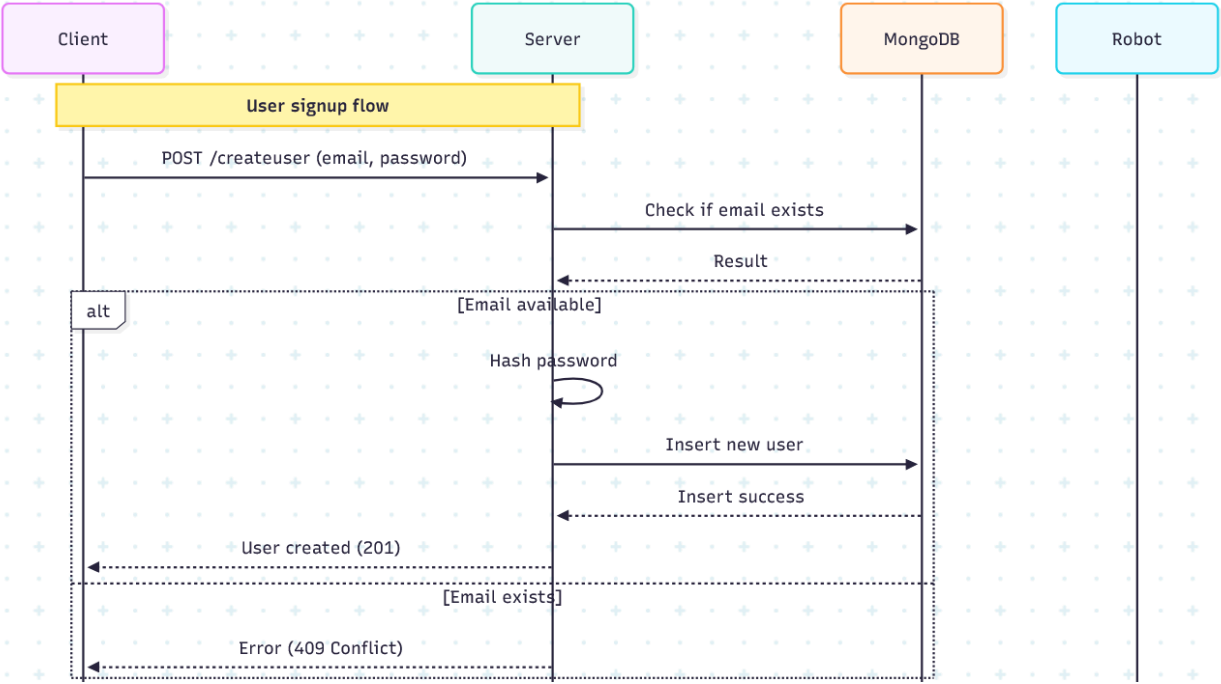 Client
Server
MongoDB
Robot
User signup flow
POST /createuser (email, password)
Check if email exists
Result
alt
[Email available]
Hash password
Insert new user
Insert success
User created (201)
[Email exists]
Error (409 Conflict)